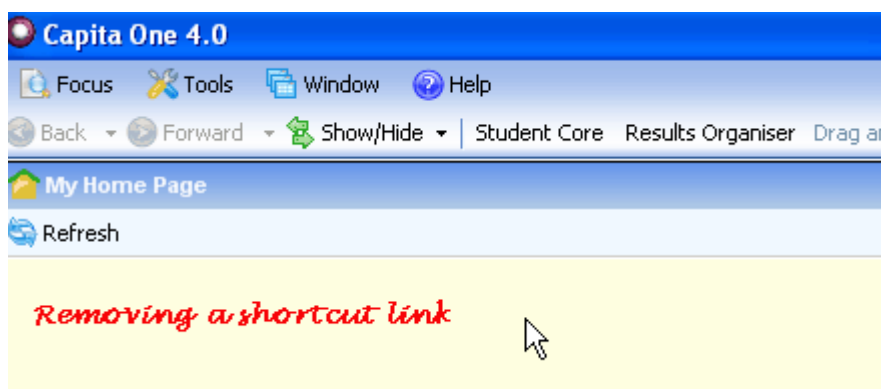 Capita One 4.0
Focus Tools Window Help
Back Forward Show/Hide Student Core Results Organiser Drag
My Home Page
Refresh
Removing a shortcut link